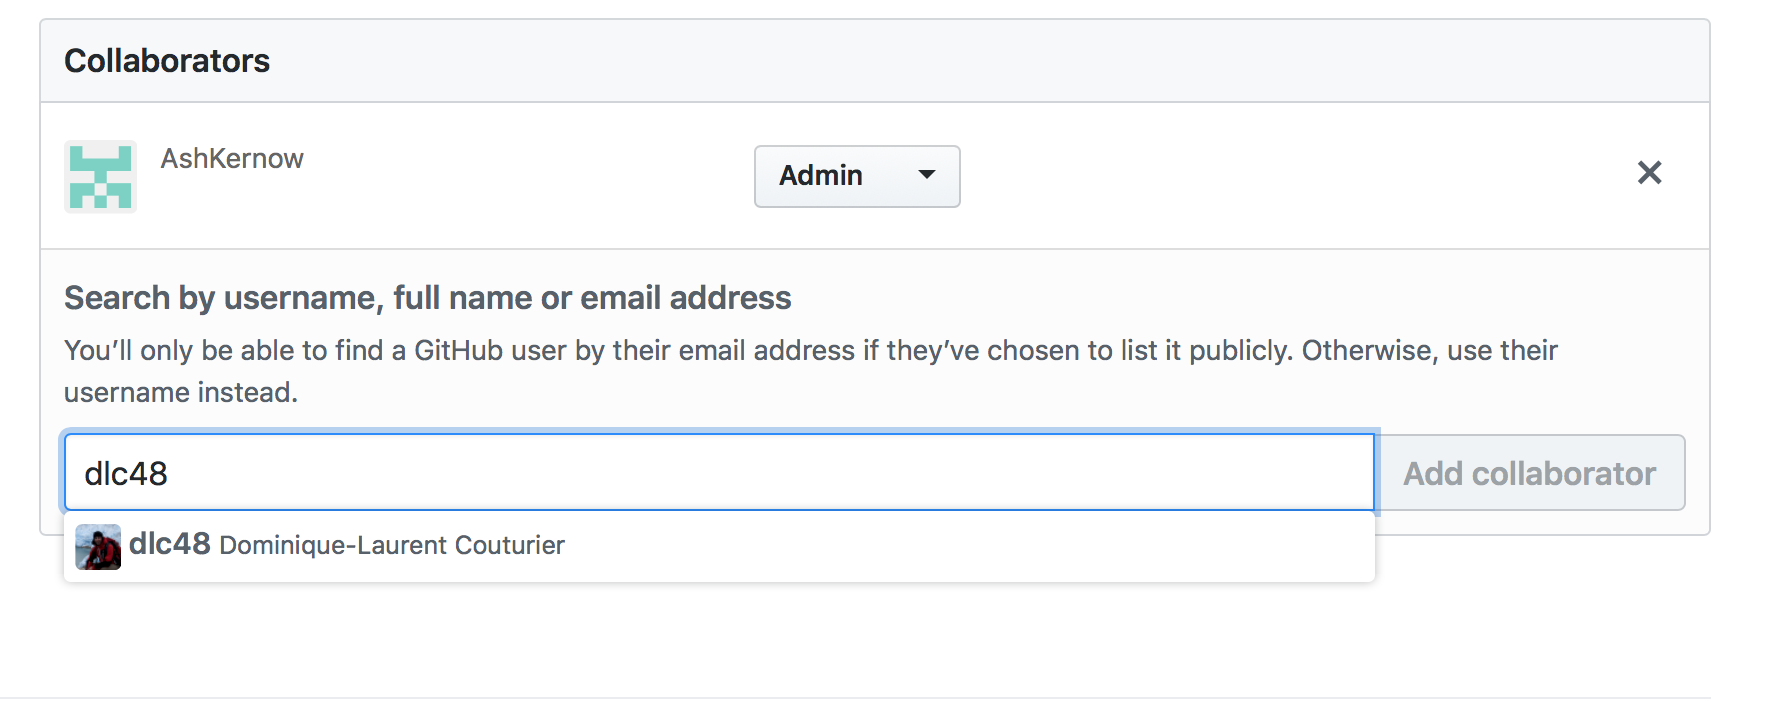 Collaborators
AshKernow
Admin
Search by username, full name or email address
You’ll only be able to find a GitHub user by their email address if they’ve chosen to list it publicly. Otherwise, use their
username instead.
dlc48
Add collaborator
dlc48 Dominique-Laurent Couturier